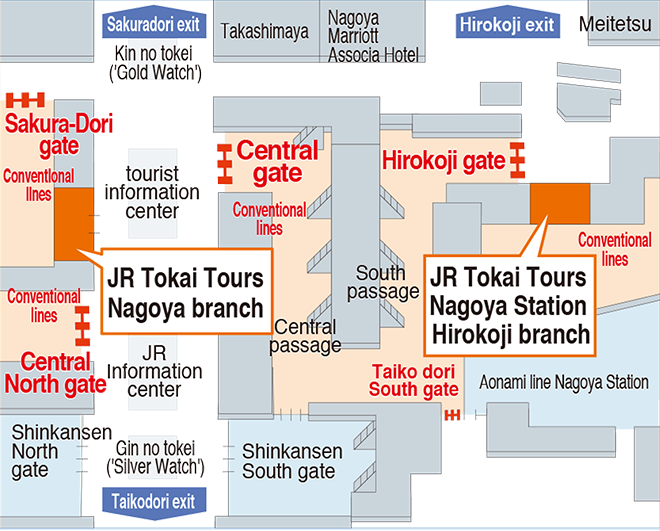 Sakuradori exit
Kin no tokei
('Gold Watch')
Takashimaya
Nagoya
Marriott
Associa Hotel
Hirokoji exit
Meitetsu
Sakura-Dori
gate
Conventional
lInes
tourist
information
center
Central
gate
Conventional
lines
Hirokoji gate
Conventional
lines
JR Tokai Tours
Nagoya branch
South
passage
JR Tokai Tours
Nagoya Station
Hirokoji branch
Conventional
lines
Central
passage
Central
North gate
JR
Information
center
Taiko dori
South gate
Aonami line Nagoya Station
Shinkansen
North
gate
Gin no tokei
('Silver Watch')
Shinkansen
South gate
Taikodori exit